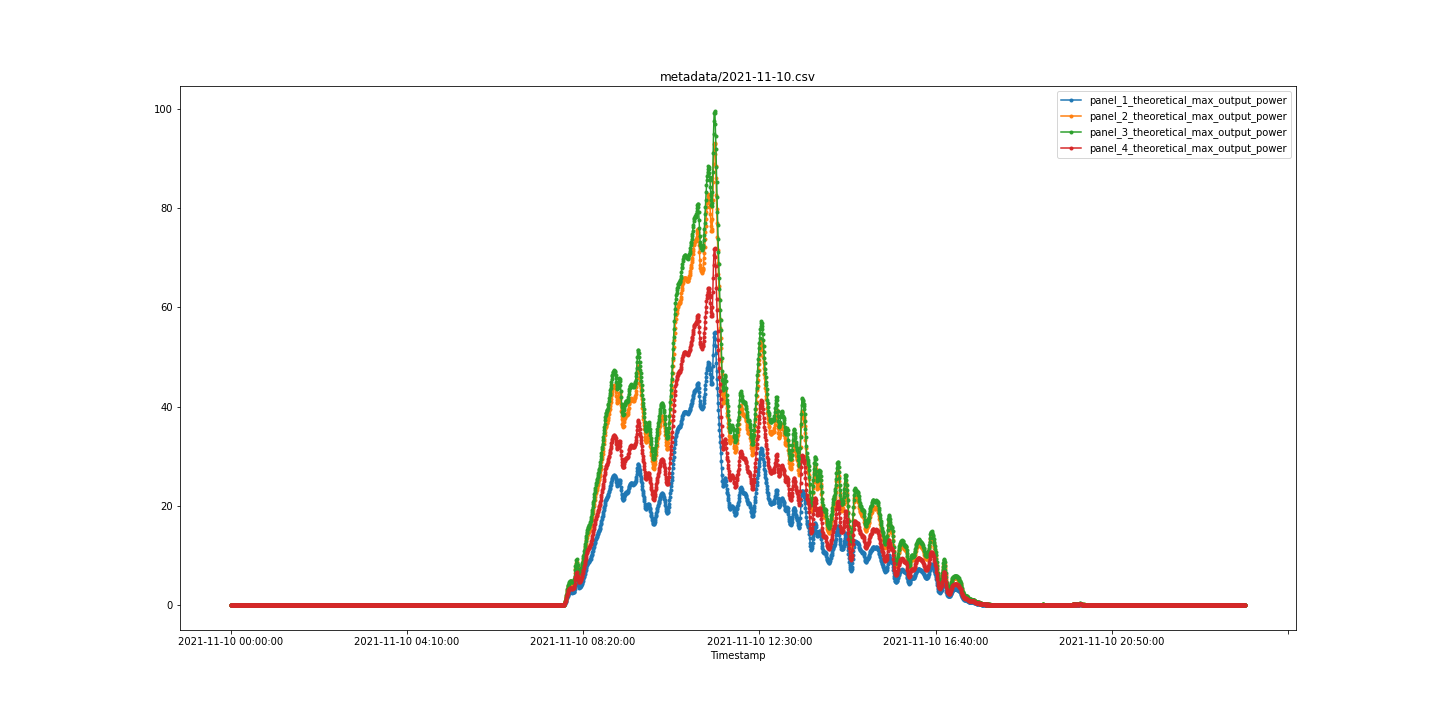 metadata/2021-11-10.csv
panel_1_theoretical_max_output_power
panel_2_theoretical_max_output_power
panel_3_theoretical_max_output_power
panel_4_theoretical_max_output_power
100
80
60
40
20
0
2021-11-10 00:00:00
2021-11-10 04:10:00
2021-11-10 08:20:00
2021-11-10 12:30:00
2021-11-10 16:40:00
2021-11-10 20:50:00
Timestamp